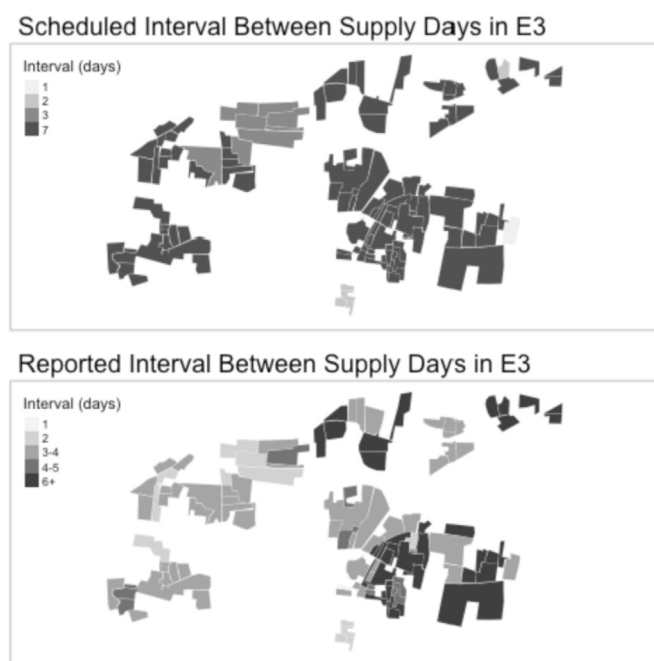 Scheduled Interval Between Supply Days in E3
Interval (days)
1
2
3
7
Reported Interval Between Supply Days in E3
Interval (days)
1
2
3-4
4-5
6+